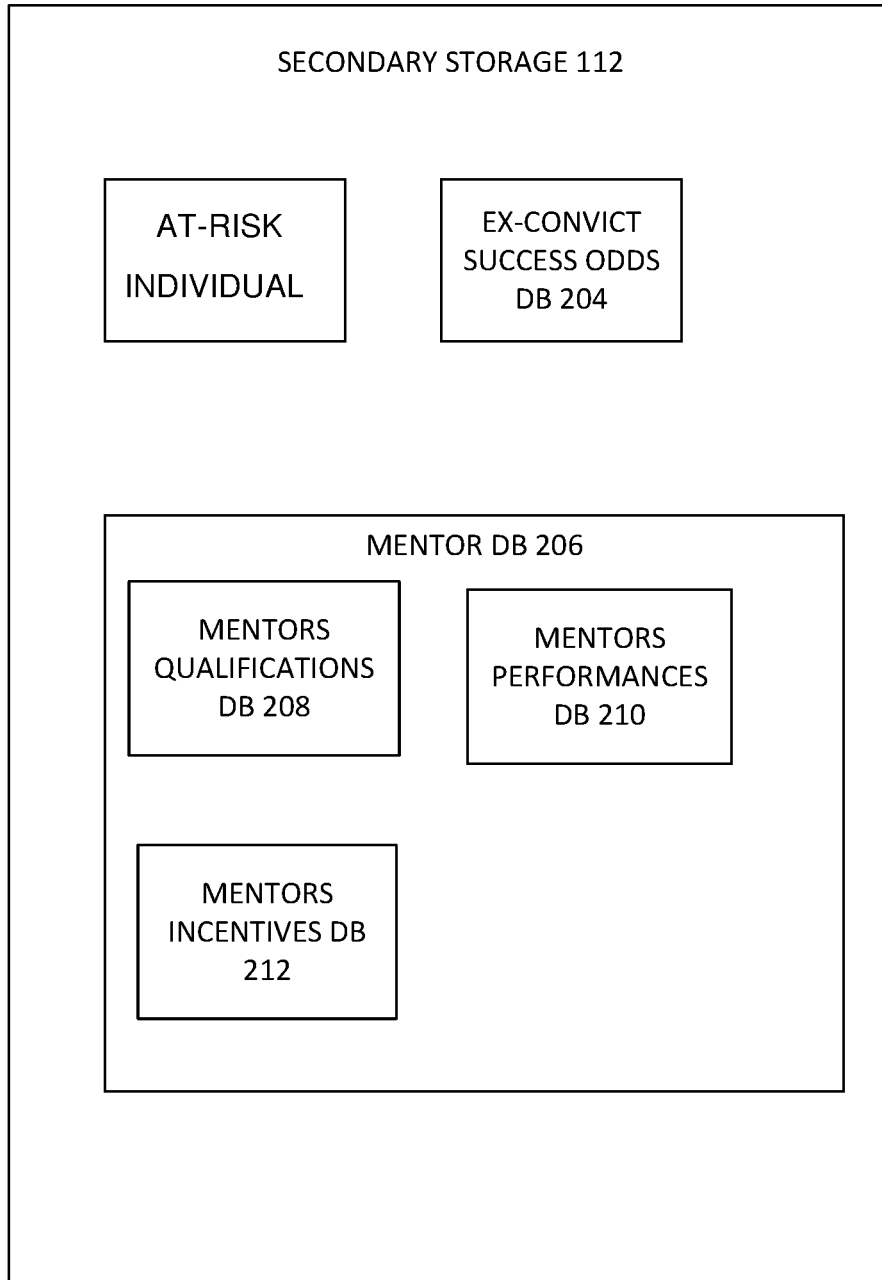 SECONDARY STORAGE 112
AT-RISK
INDIVIDUAL
EX-CONVICT
SUCCESS ODDS
DB 204
MENTOR DB 206
MENTORS
QUALIFICATIONS
DB 208
MENTORS
PERFORMANCES
DB 210
MENTORS
INCENTIVES DB
212